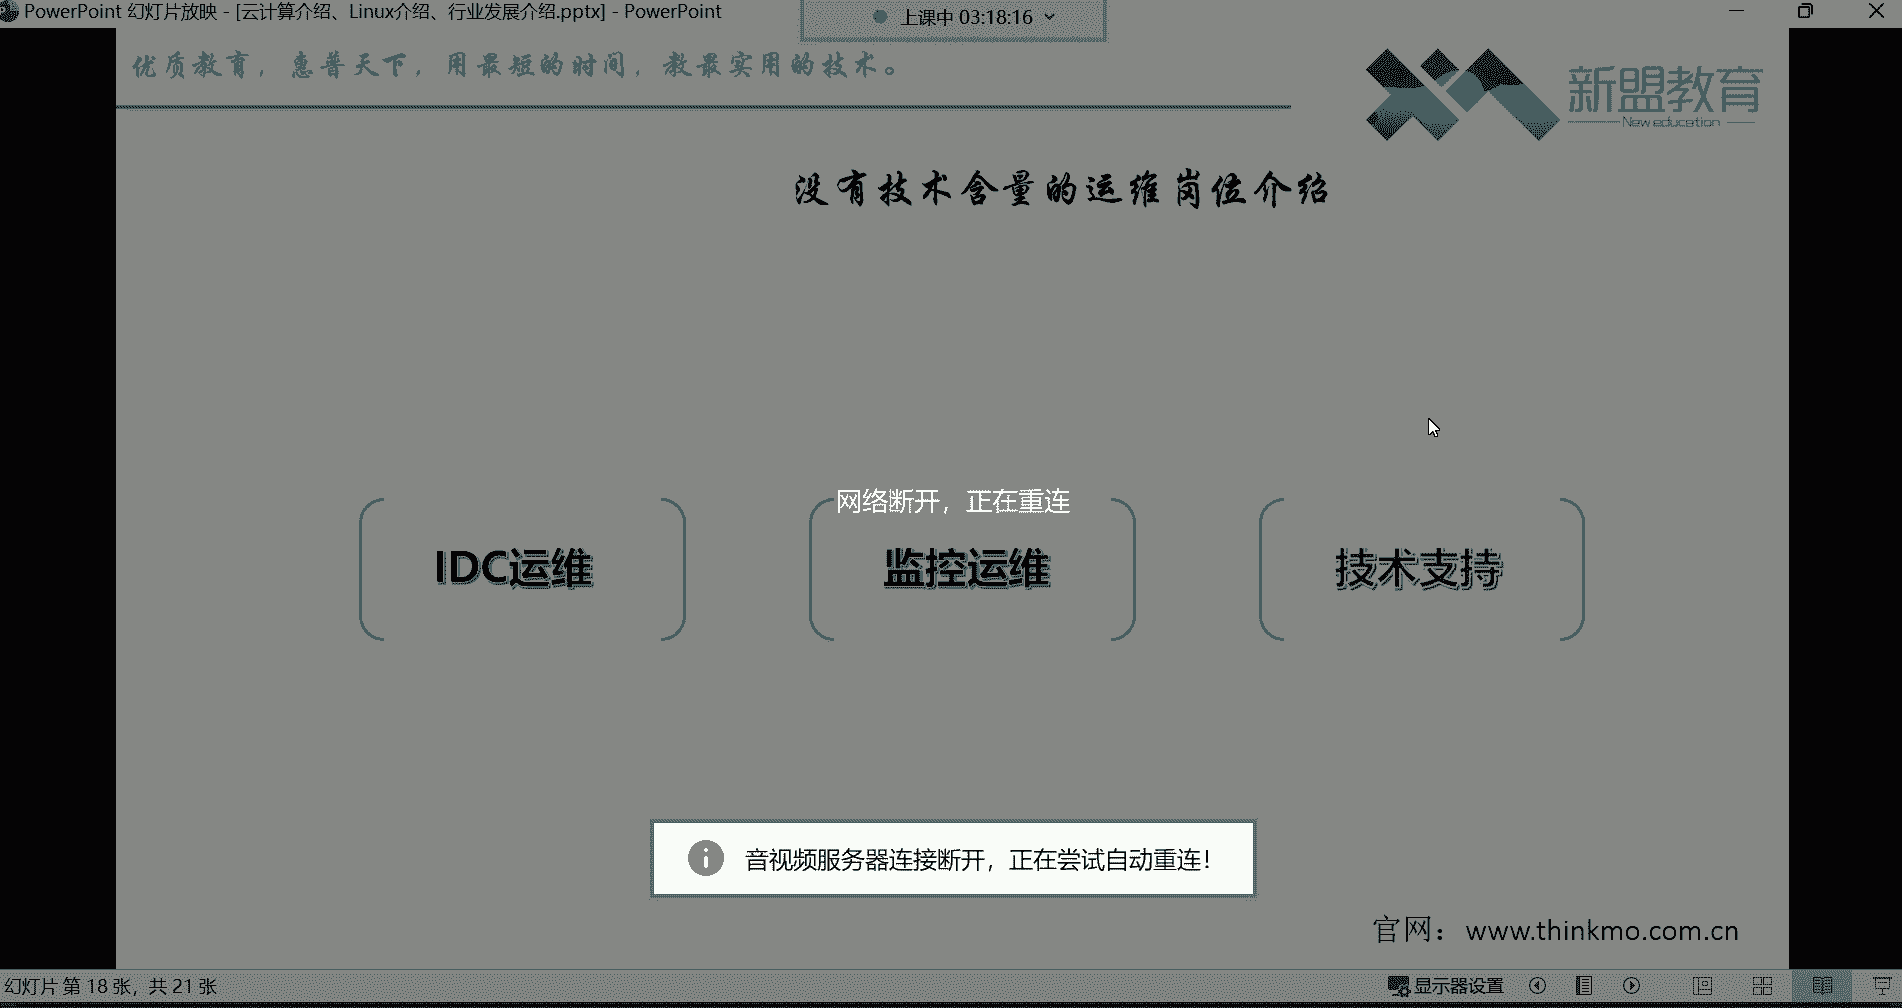 PowerPoint 幻灯片放映 - [云计算介绍、Linux介绍、行业发展介绍.pptx] - PowerPoint
上课中 03:18:16
优质教育，惠普天下，用最短的时间，教最实用的技术。
新盟教育
New education
没有技术含量的运维岗位介绍
网络断开，正在重连
IDC运维
监控运维
技术支持
音视频服务器连接断开，正在尝试自动重连！
官网：www.thinkmo.com.cn
幻灯片 第 18 张，共 21 张
显示器设置